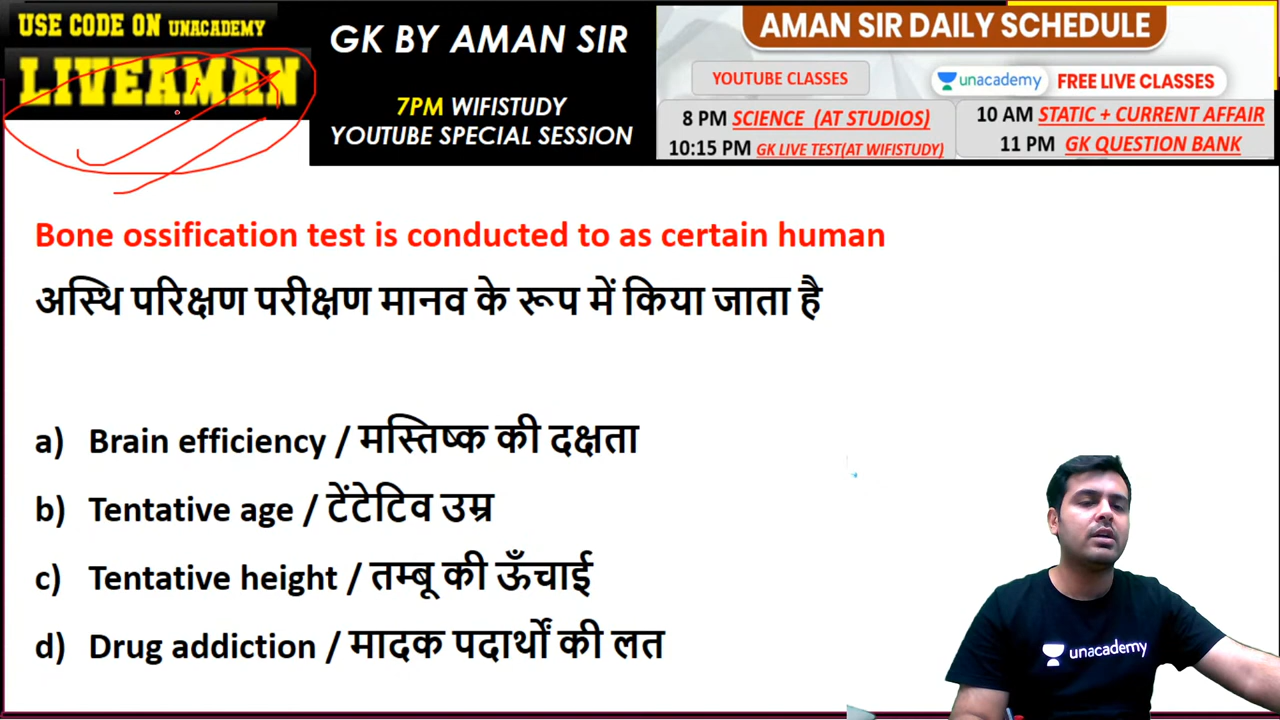 USE CODE ON UNACADEMY
LIVEAMAN
GK BY AMAN SIR
7PM WIFISTUDY
YOUTUBE SPECIAL SESSION
AMAN SIR DAILY SCHEDULE
YOUTUBE CLASSES
unacademy FREE LIVE CLASSES
8 PM SCIENCE (AT STUDIOS)
10:15 PM GK LIVE TEST(AT WIFISTUDY)
10 AM STATIC + CURRENT AFFAIR
11 PM GK QUESTION BANK
Bone ossification test is conducted to as certain human
अस्थि परिक्षण परीक्षण मानव के रूप में किया जाता है
a) Brain efficiency / मस्तिष्क की दक्षता
b) Tentative age / टेंटेटिव उम्र
c) Tentative height / तम्बू की ऊँचाई
d) Drug addiction / मादक पदार्थों की लत
unacademy